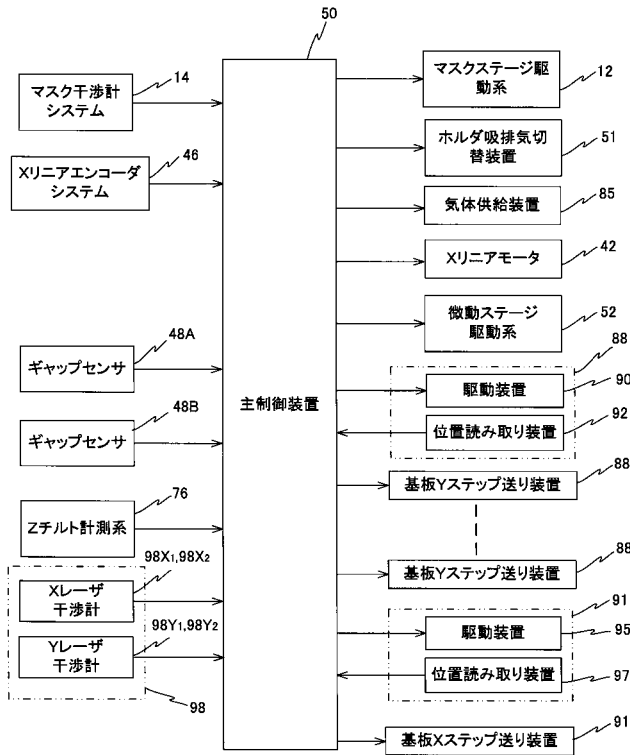 50
マスク干渉計
システム
14
Xリニアエンコーダ
システム
46
ギャップセンサ
48A
ギャップセンサ
48B
Zチルト計測系
76
Xレーザ
干渉計
98X1,98X2
Yレーザ
干渉計
98Y1,98Y2
98
主制御装置
マスクステージ駆
動系
12
ホルダ吸排気切
替装置
51
気体供給装置
85
Xリニアモータ
42
微動ステージ
駆動系
52
88
駆動装置
90
位置読み取り装置
92
基板Yステップ送り装置
88
基板Yステップ送り装置
88
91
駆動装置
95
位置読み取り装置
97
基板Xステップ送り装置
91